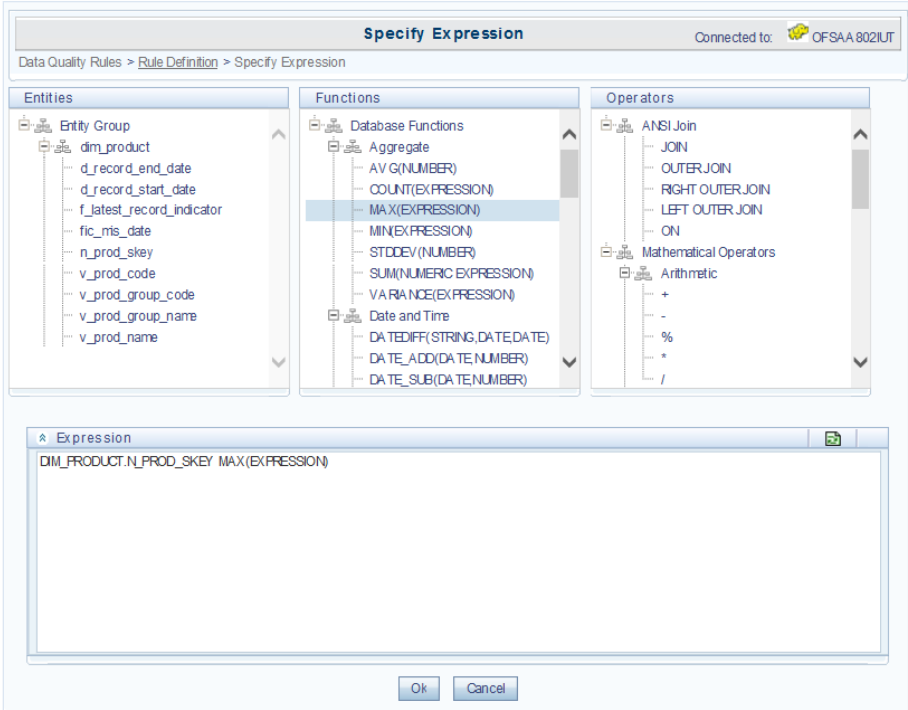 Specify Expression
Connected to: OFSAA 802IUT
Data Quality Rules > Rule Definition > Specify Expression
Entities
Entity Group
dim_product
d_record_end_date
d_record_start_date
f_latest_record_indicator
fic_mis_date
n_prod_skey
v_prod_code
v_prod_group_code
v_prod_group_name
v_prod_name
Functions
Database Functions
Aggregate
AVG(NUMBER)
COUNT(EXPRESSION)
MAX(EXPRESSION)
MIN(EXPRESSION)
STDDEV(NUMBER)
SUM(NUMERIC EXPRESSION)
VARIANCE(EXPRESSION)
Date and Time
DATEDIFF(STRING,DATE,DATE)
DATE_ADD(DATE,NUMBER)
DATE_SUB(DATE,NUMBER)
Operators
ANSI Join
JOIN
OUTER JOIN
RIGHT OUTER JOIN
LEFT OUTER JOIN
ON
Mathematical Operators
Arithmetic
+
-
%
*
/
Expression
DIM_PRODUCT.N_PROD_SKEY MAX(EXPRESSION)
Ok Cancel